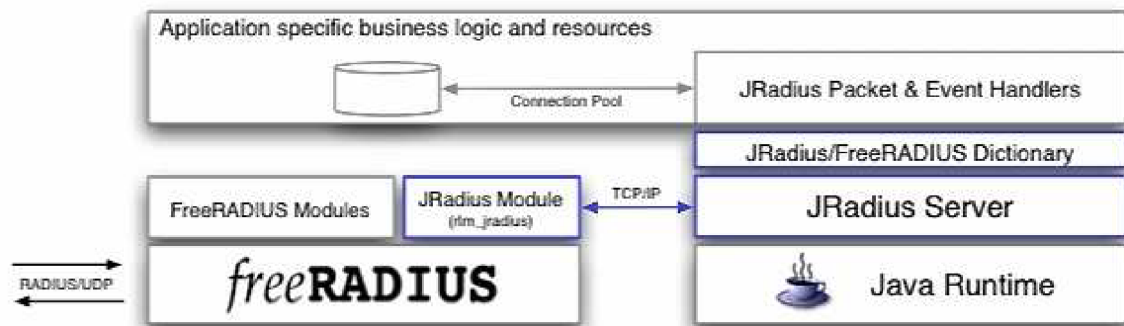 Application specific business logic and resources
Connection Pool
JRadius Packet & Event Handlers
JRadius/FreeRADIUS Dictionary
FreeRADIUS Modules
JRadius Module
(rlm_jradius)
TCP/IP
JRadius Server
RADIUS/UDP
freeRADIUS
Java Runtime